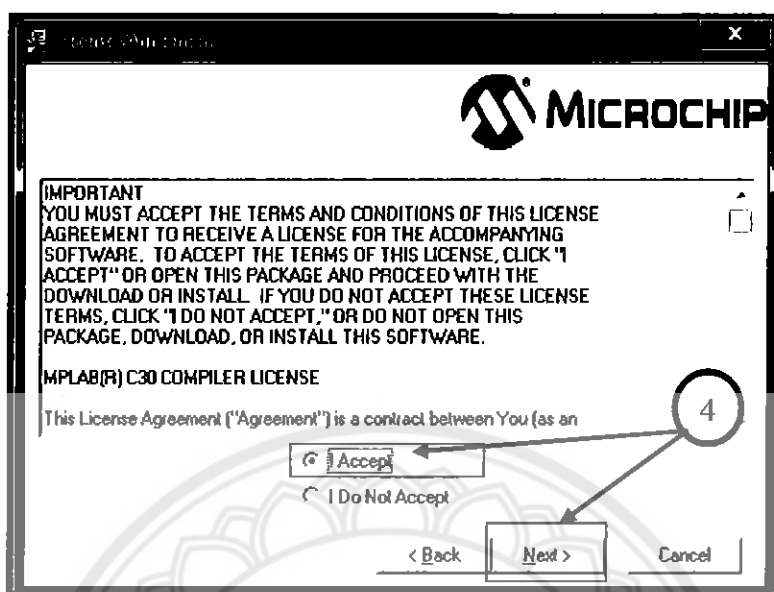 x
MICROCHIP
IMPORTANT
YOU MUST ACCEPT THE TERMS AND CONDITIONS OF THIS LICENSE
AGREEMENT TO RECEIVE A LICENSE FOR THE ACCOMPANYING
SOFTWARE. TO ACCEPT THE TERMS OF THIS LICENSE, CLICK "I
ACCEPT" OR OPEN THIS PACKAGE AND PROCEED WITH THE
DOWNLOAD OR INSTALL. IF YOU DO NOT ACCEPT THESE LICENSE
TERMS, CLICK "I DO NOT ACCEPT," OR DO NOT OPEN THIS
PACKAGE, DOWNLOAD, OR INSTALL THIS SOFTWARE.
MPLAB(R) C30 COMPILER LICENSE
This License Agreement ("Agreement") is a contract between You (as an
4
I Accept
I Do Not Accept
< Back Next > Cancel